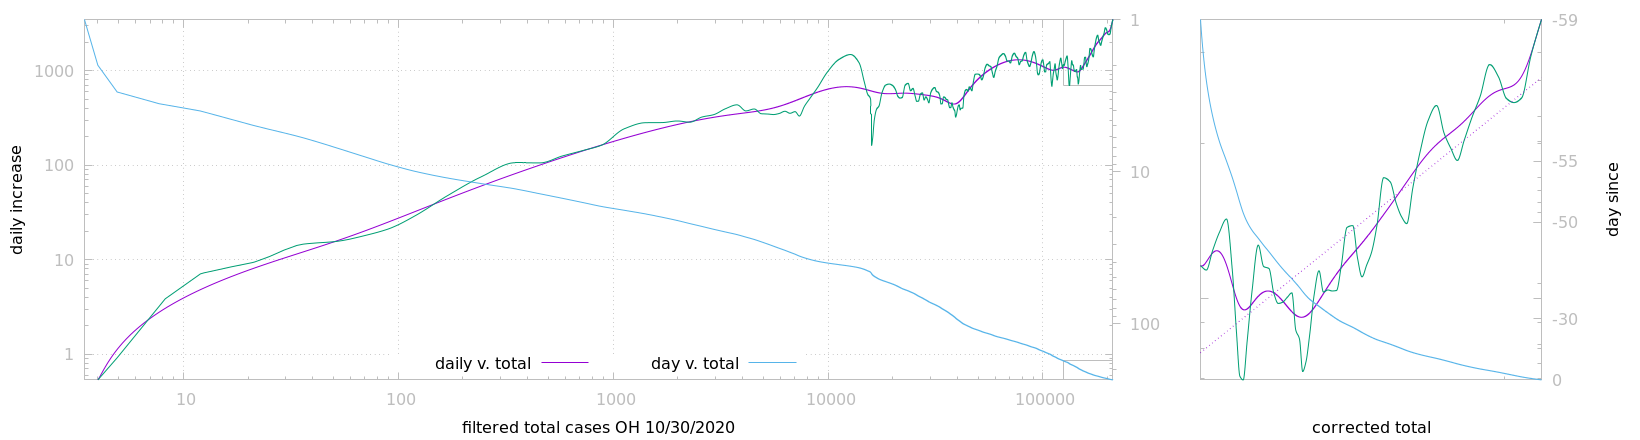 1000
100
10
1
daily increase
1
10
100
daily v. total
day v. total
10
100
1000
10000
100000
filtered total cases OH 10/30/2020
-59
-55
-50
-30
0
day since
corrected total